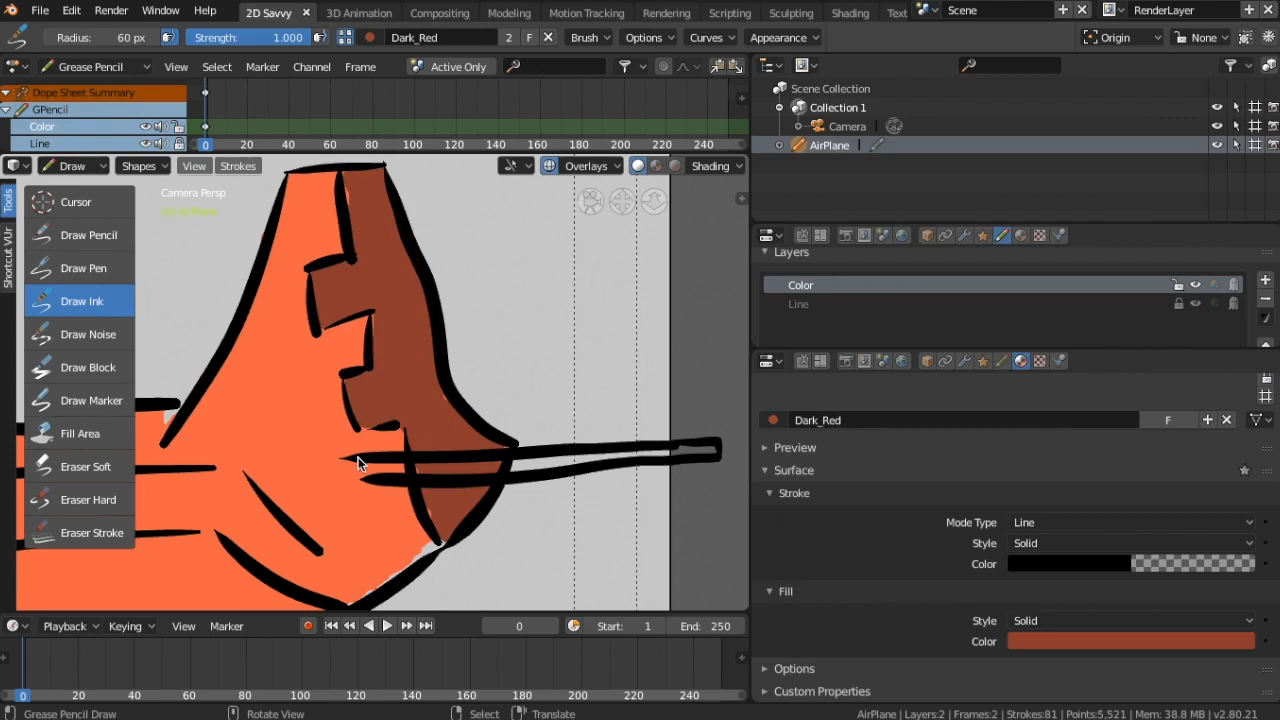 File Edit Render Window Help 2D Savvy 3D Animation Compositing Modeling Motion Tracking Rendering Scripting Sculpting Shading Text Scene RenderLayer
Radius: 60 px Strength: 1.000 Dark_Red 2 F Brush Options Curves Appearance Origin None
Grease Pencil View Select Marker Channel Frame Active Only
Dope Sheet Summary
GPencil
Color
Line
0 20 40 60 80 100 120 140 160 180 200 220 240
Draw Shapes View Strokes Overlays Shading
Tools
Shortcut VUr
Camera Persp
Cursor
Draw Pencil
Draw Pen
Draw Ink
Draw Noise
Draw Block
Draw Marker
Fill Area
Eraser Soft
Eraser Hard
Eraser Stroke
Playback Keying View Marker 0 Start: 1 End: 250
0 20 40 60 80 100 120 140 160 180 200 220 240
Scene Collection
Collection 1
Camera
AirPlane
Layers
Color
Line
Dark_Red F
Preview
Surface
Stroke
Mode Type Line
Style Solid
Color
Fill
Style Solid
Color
Options
Custom Properties
Grease Pencil Draw Rotate View Select Translate AirPlane | Layers:2 | Frames:2 | Strokes:81 | Points:5,521 | Mem: 38.8 MB | v2.80.21